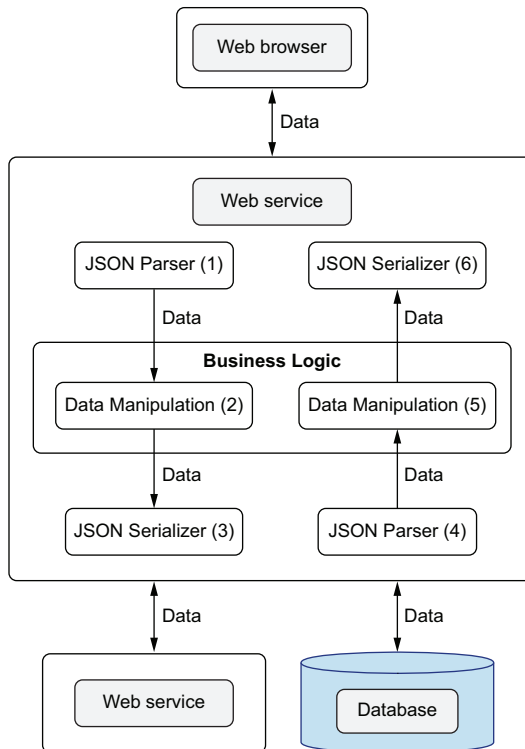 Web browser
Data
Web service
JSON Parser (1)
JSON Serializer (6)
Data
Data
Business Logic
Data Manipulation (2)
Data Manipulation (5)
Data
Data
JSON Serializer (3)
JSON Parser (4)
Data
Data
Web service
Database